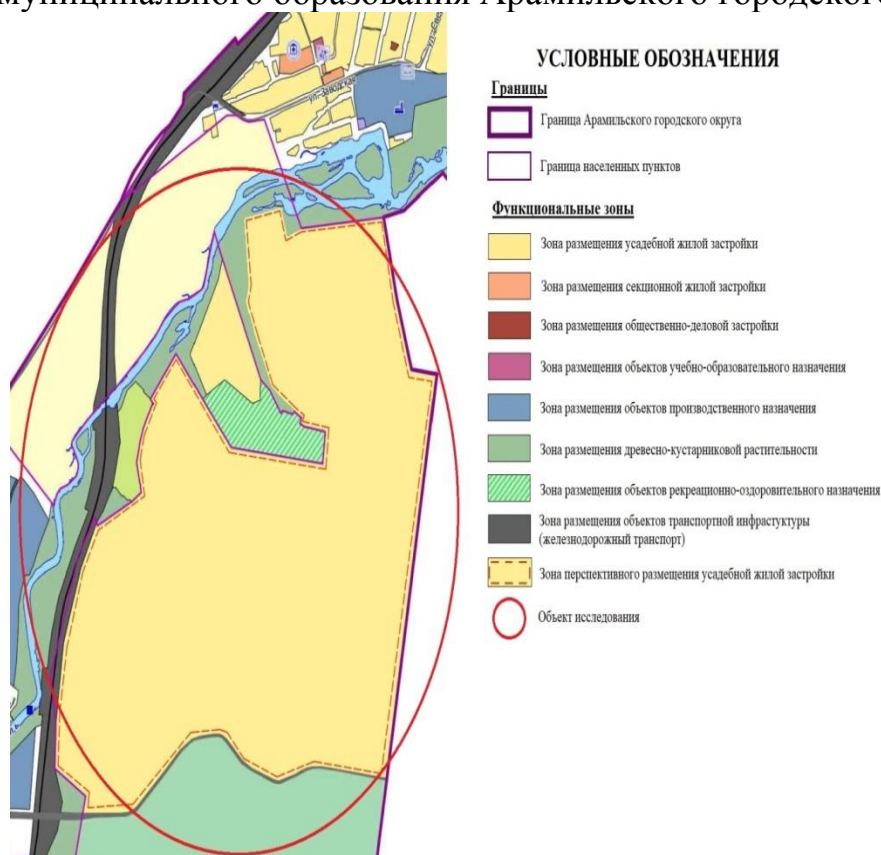 муниципального образования Арамильского городского
ул. Заводская
УСЛОВНЫЕ ОБОЗНАЧЕНИЯ
Границы
Граница Арамильского городского округа
Граница населенных пунктов
Функциональные зоны
Зона размещения усадебной жилой застройки
Зона размещения секционной жилой застройки
Зона размещения общественно-деловой застройки
Зона размещения объектов учебно-образовательного назначения
Зона размещения объектов производственного назначения
Зона размещения древесно-кустарниковой растительности
Зона размещения объектов рекреационно-оздоровительного назначения
Зона размещения объектов транспортной инфрастуктуры
(железнодорожный транспорт)
Зона перспективного размещения усадебной жилой застройки
Объект исследования